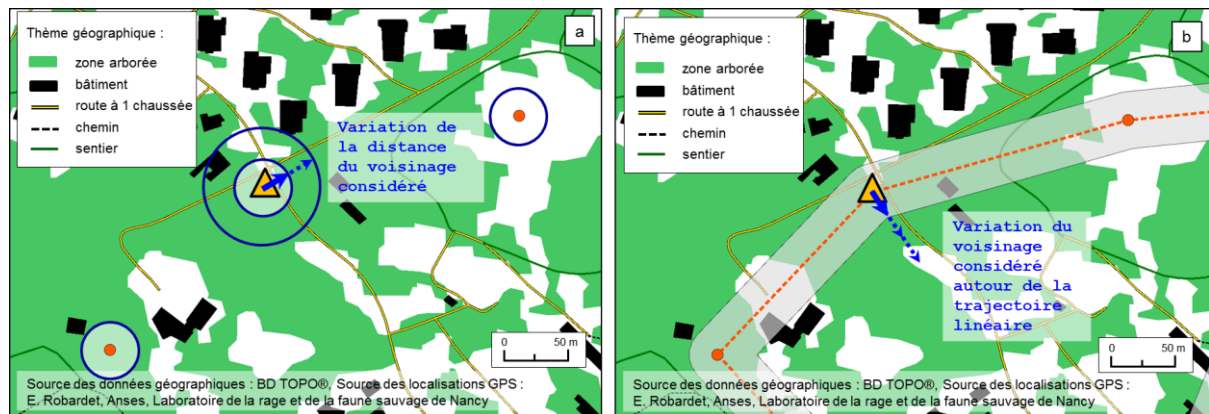 Thème géographique :
zone arborée
bâtiment
route à 1 chaussée
chemin
sentier
a
Variation de
la distance
du voisinage
considéré
50 m
0
Source des données géographiques : BD TOPO®, Source des localisations GPS :
E. Robardet, Anses, Laboratoire de la rage et de la faune sauvage de Nancy
Thème géographique :
zone arborée
bâtiment
route à 1 chaussée
chemin
sentier
b
Variation du
voisinage
considéré
autour de la
trajectoire
linéaire
0 50 m
Source des données géographiques : BD TOPO®, Source des localisations GPS :
E. Robardet, Anses, Laboratoire de la rage et de la faune sauvage de Nancy